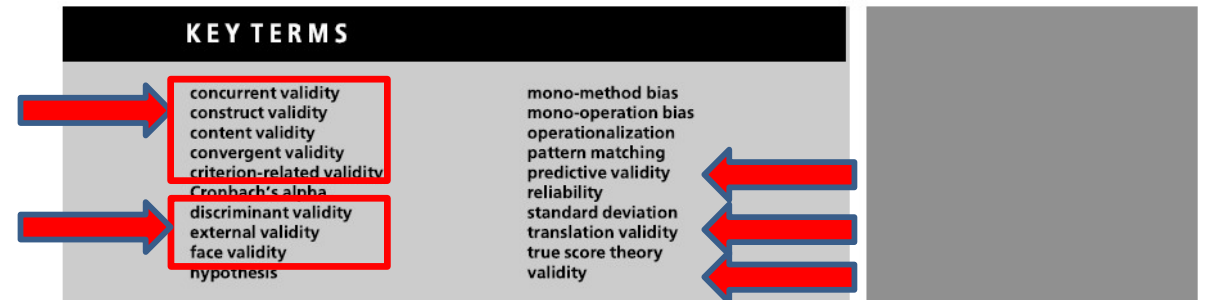 KEY TERMS
concurrent validity
construct validity
content validity
convergent validity
criterion-related validity
Cronbach's alpha
discriminant validity
external validity
face validity
hypothesis
mono-method bias
mono-operation bias
operationalization
pattern matching
predictive validity
reliability
standard deviation
translation validity
true score theory
validity